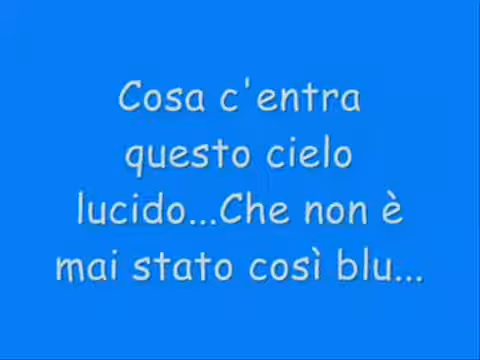 Cosa c'entra
questo cielo
lucido...Che non è
mai stato così blu...